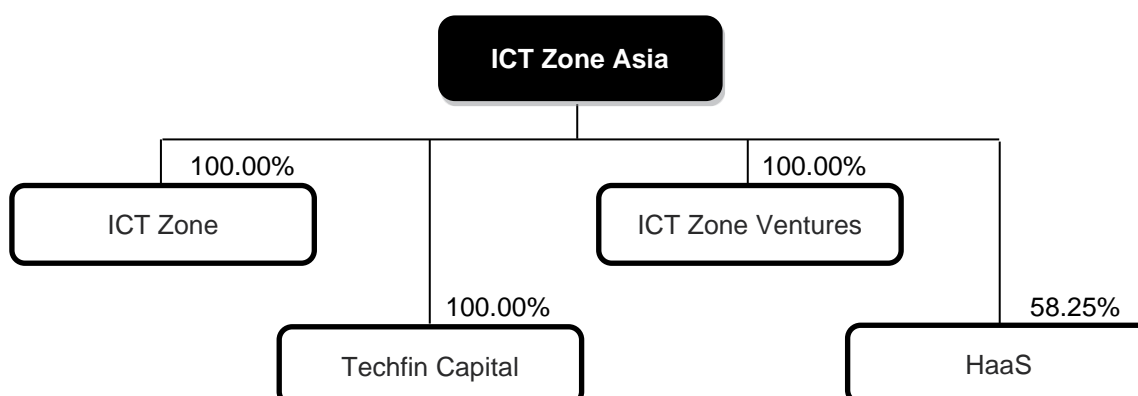 ICT Zone Asia
100.00%
100.00%
ICT Zone
ICT Zone Ventures
100.00%
58.25%
Techfin Capital
HaaS